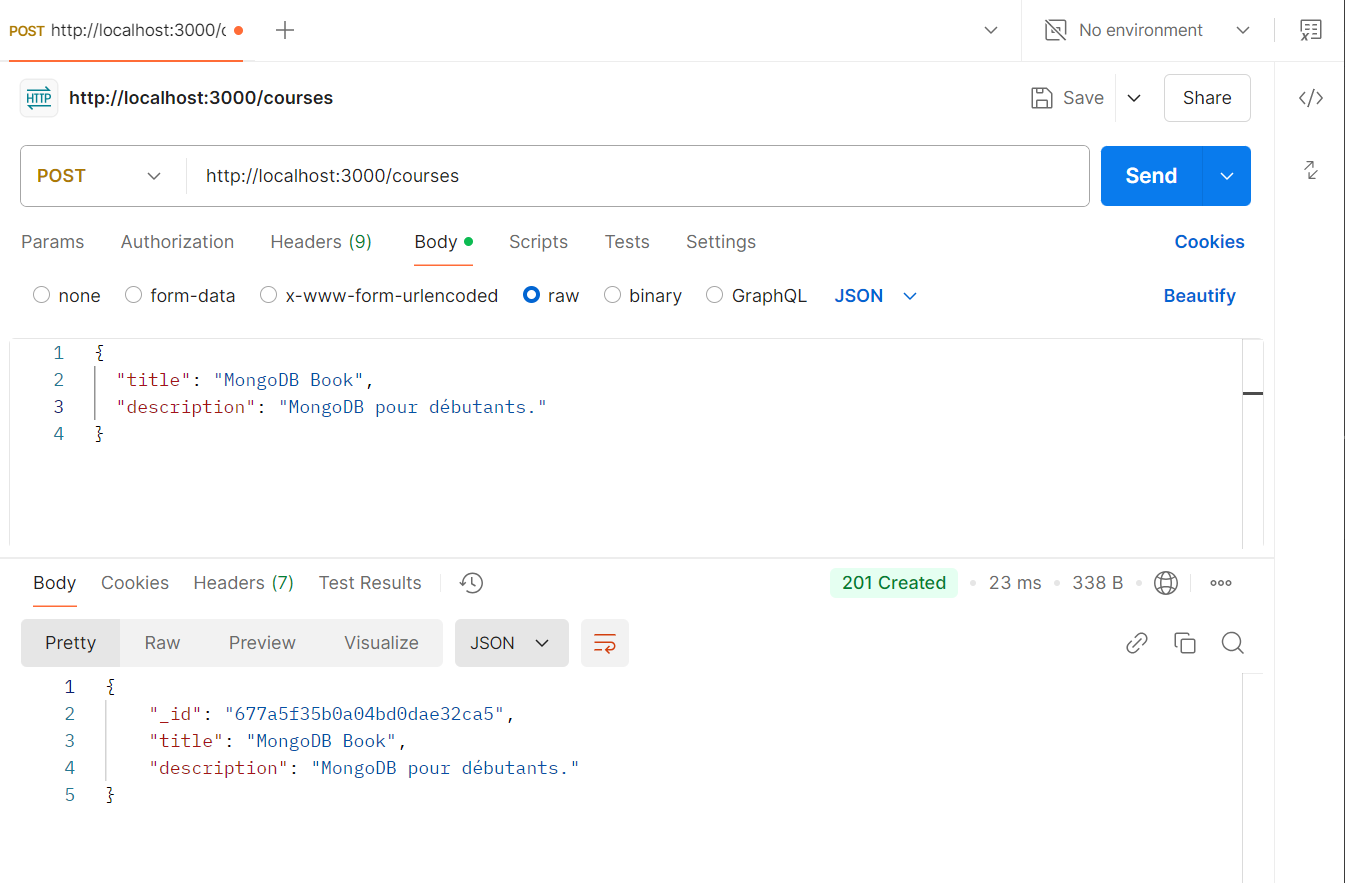 POST http://localhost:3000/c
No environment
HTTP http://localhost:3000/courses
Save
Share
POST http://localhost:3000/courses
Send
Params Authorization Headers (9) Body Scripts Tests Settings Cookies
none form-data x-www-form-urlencoded raw binary GraphQL JSON Beautify
1 {
2 "title": "MongoDB Book",
3 "description": "MongoDB pour débutants."
4 }
Body Cookies Headers (7) Test Results 201 Created 23 ms 338 B
Pretty Raw Preview Visualize JSON
1 {
2 "_id": "677a5f35b0a04bd0dae32ca5",
3 "title": "MongoDB Book",
4 "description": "MongoDB pour débutants."
5 }